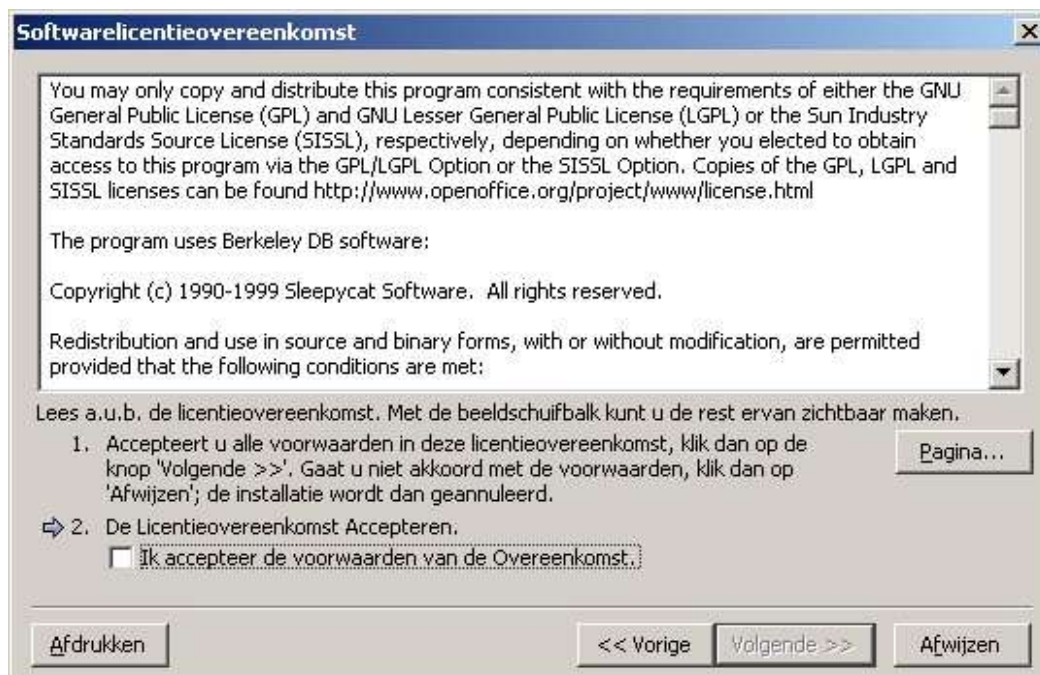 Softwarelicentieovereenkomst
You may only copy and distribute this program consistent with the requirements of either the GNU
General Public License (GPL) and GNU Lesser General Public License (LGPL) or the Sun Industry
Standards Source License (SISSL), respectively, depending on whether you elected to obtain
access to this program via the GPL/LGPL Option or the SISSL Option. Copies of the GPL, LGPL and
SISSL licenses can be found http://www.openoffice.org/project/www/license.html
The program uses Berkeley DB software:
Copyright (c) 1990-1999 Sleepycat Software.  All rights reserved.
Redistribution and use in source and binary forms, with or without modification, are permitted
provided that the following conditions are met:
Lees a.u.b. de licentieovereenkomst. Met de beeldschuifbalk kunt u de rest ervan zichtbaar maken.
1. Accepteert u alle voorwaarden in deze licentieovereenkomst, klik dan op de
knop 'Volgende >>'. Gaat u niet akkoord met de voorwaarden, klik dan op
'Afwijzen'; de installatie wordt dan geannuleerd.
Pagina...
2. De Licentieovereenkomst Accepteren.
Ik accepteer de voorwaarden van de Overeenkomst.
Afdrukken
<< Vorige
Volgende >>
Afwijzen